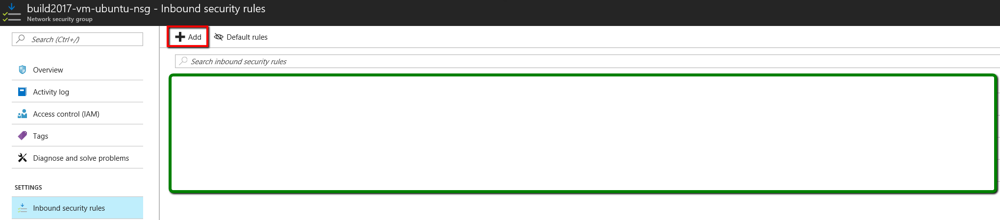 build2017-vm-ubuntu-nsg - Inbound security rules
Network security group
Search (Ctrl+/)
Overview
Activity log
Access control (IAM)
Tags
Diagnose and solve problems
SETTINGS
Inbound security rules
Add
Default rules
Search inbound security rules